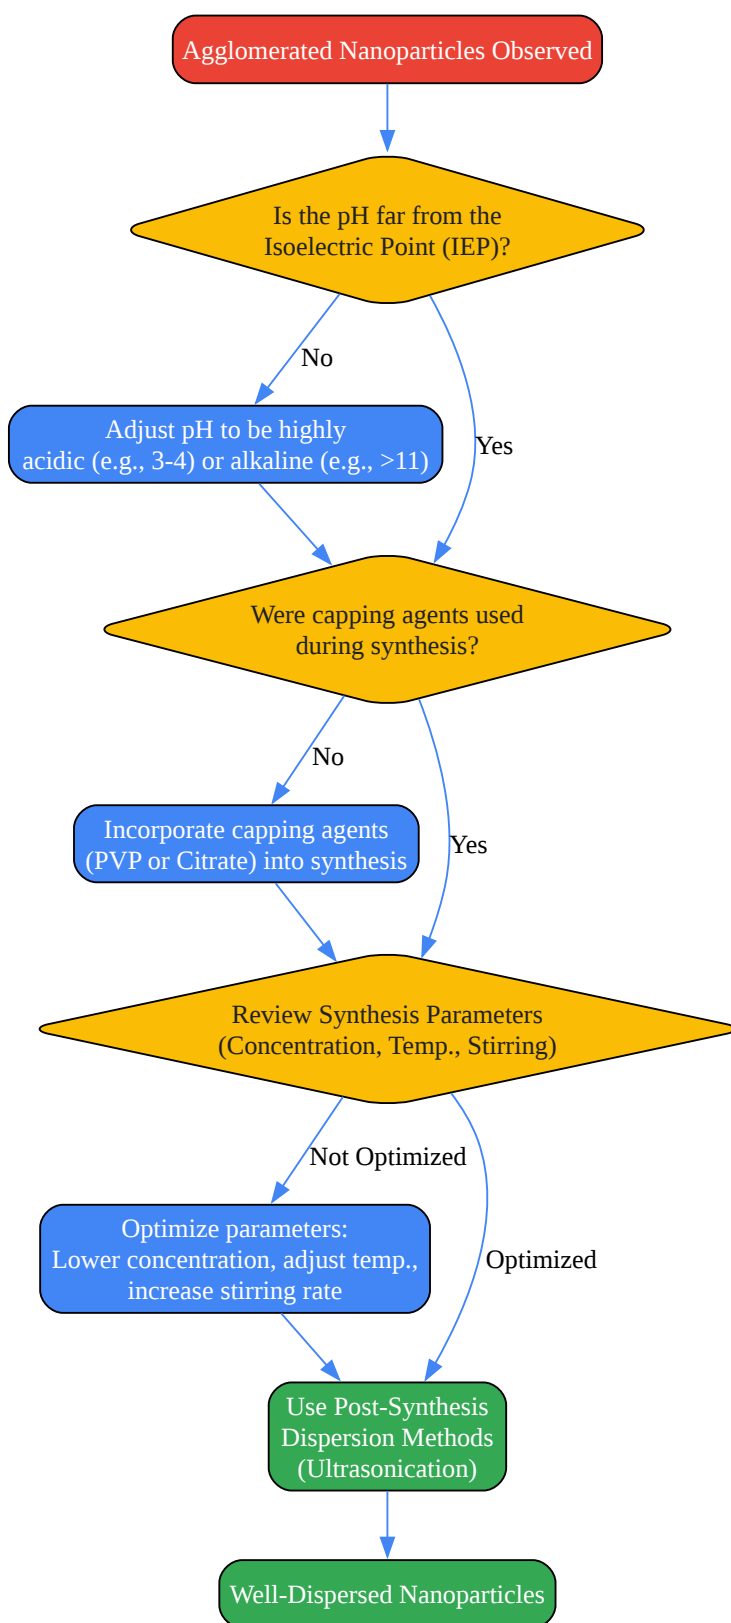 Agglomerated Nanoparticles Observed
Is the pH far from the
Isoelectric Point (IEP)?
No
Adjust pH to be highly
acidic (e.g., 3-4) or alkaline (e.g., >11)
Yes
Were capping agents used
during synthesis?
No
Incorporate capping agents
(PVP or Citrate) into synthesis
Yes
Review Synthesis Parameters
(Concentration, Temp., Stirring)
Not Optimized
Optimize parameters:
Lower concentration, adjust temp.,
increase stirring rate
Optimized
Use Post-Synthesis
Dispersion Methods
(Ultrasonication)
Well-Dispersed Nanoparticles